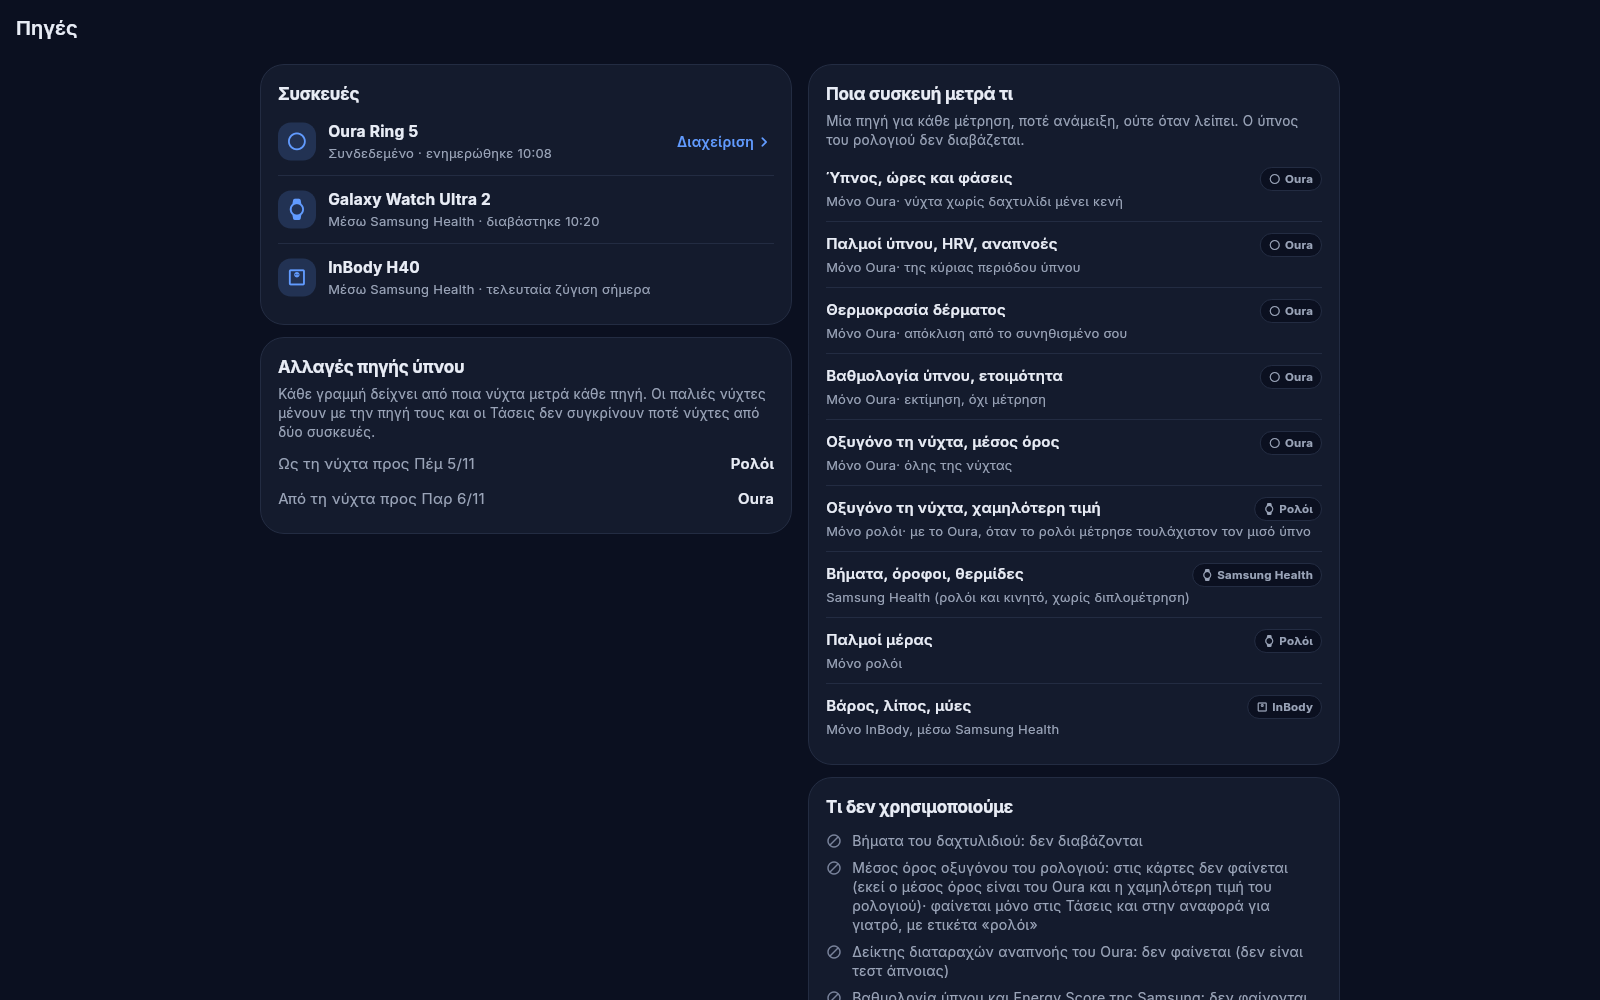 Πηγές
Συσκευές
Oura Ring 5
Συνδεδεμένο · ενημερώθηκε 10:08
Διαχείριση
Galaxy Watch Ultra 2
Μέσω Samsung Health · διαβάστηκε 10:20
InBody H40
Μέσω Samsung Health · τελευταία ζύγιση σήμερα
Αλλαγές πηγής ύπνου
Κάθε γραμμή δείχνει από ποια νύχτα μετρά κάθε πηγή. Οι παλιές νύχτες
μένουν με την πηγή τους και οι Τάσεις δεν συγκρίνουν ποτέ νύχτες από
δύο συσκευές.
Ως τη νύχτα προς Πέμ 5/11 Ρολόι
Από τη νύχτα προς Παρ 6/11 Oura
Ποια συσκευή μετρά τι
Μία πηγή για κάθε μέτρηση, ποτέ ανάμειξη, ούτε όταν λείπει. Ο ύπνος
του ρολογιού δεν διαβάζεται.
Ύπνος, ώρες και φάσεις Oura
Μόνο Oura· νύχτα χωρίς δαχτυλίδι μένει κενή
Παλμοί ύπνου, HRV, αναπνοές Oura
Μόνο Oura· της κύριας περιόδου ύπνου
Θερμοκρασία δέρματος Oura
Μόνο Oura· απόκλιση από το συνηθισμένο σου
Βαθμολογία ύπνου, ετοιμότητα Oura
Μόνο Oura· εκτίμηση, όχι μέτρηση
Οξυγόνο τη νύχτα, μέσος όρος Oura
Μόνο Oura· όλης της νύχτας
Οξυγόνο τη νύχτα, χαμηλότερη τιμή Ρολόι
Μόνο ρολόι· με το Oura, όταν το ρολόι μέτρησε τουλάχιστον τον μισό ύπνο
Βήματα, όροφοι, θερμίδες Samsung Health
Samsung Health (ρολόι και κινητό, χωρίς διπλομέτρηση)
Παλμοί μέρας Ρολόι
Μόνο ρολόι
Βάρος, λίπος, μύες InBody
Μόνο InBody, μέσω Samsung Health
Τι δεν χρησιμοποιούμε
Βήματα του δαχτυλιδιού: δεν διαβάζονται
Μέσος όρος οξυγόνου του ρολογιού: στις κάρτες δεν φαίνεται
(εκεί ο μέσος όρος είναι του Oura και η χαμηλότερη τιμή του
ρολογιού)· φαίνεται μόνο στις Τάσεις και στην αναφορά για
γιατρό, με ετικέτα «ρολόι»
Δείκτης διαταραχών αναπνοής του Oura: δεν φαίνεται (δεν είναι
τεστ άπνοιας)
Βαθμολογία ύπνου και Energy Score της Samsung: δεν φαίνονται